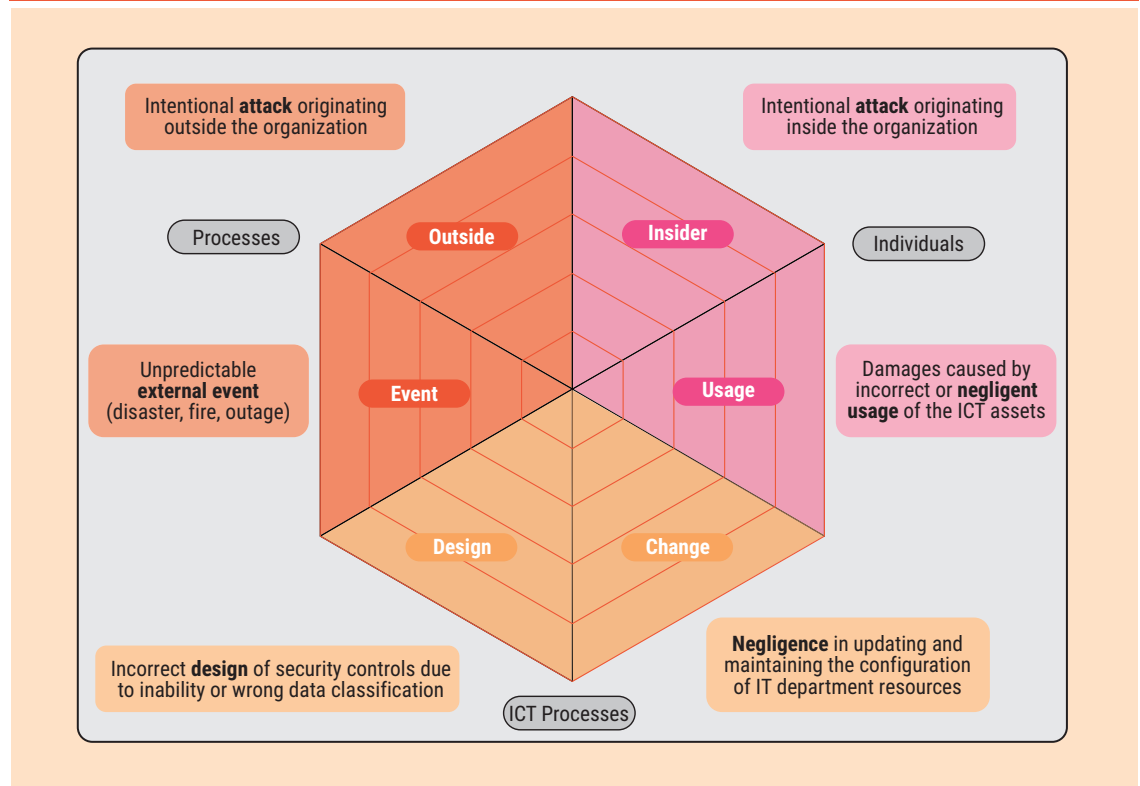 Intentional attack originating
outside the organization
Intentional attack originating
inside the organization
Outside
Insider
Processes
Individuals
Unpredictable
external event
(disaster, fire, outage)
Event
Usage
Damages caused by
incorrect or negligent
usage of the ICT assets
Design
Change
Incorrect design of security controls due
to inability or wrong data classification
Negligence in updating and
maintaining the configuration
of IT department resources
ICT Processes